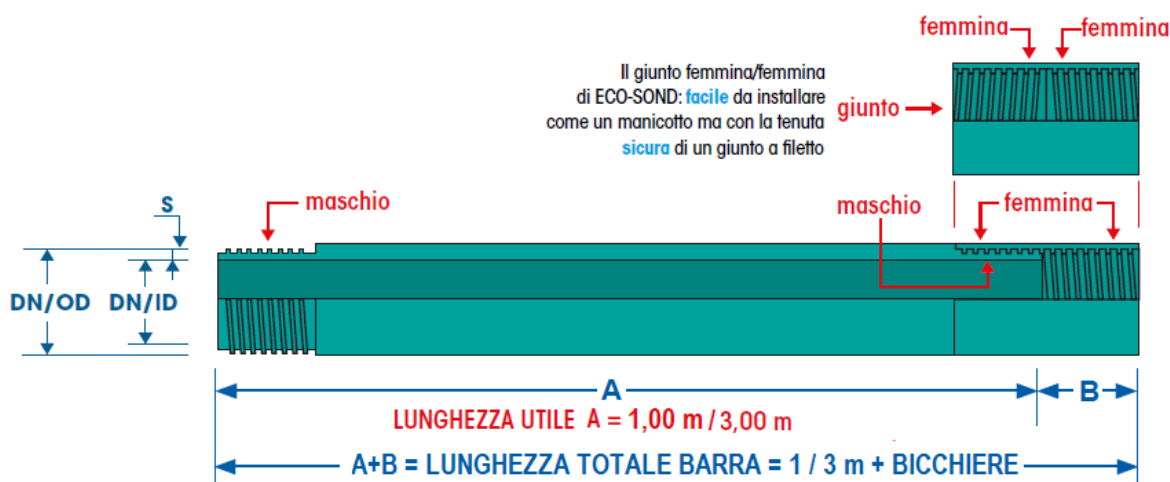 femmina femmina
Il giunto femmina/femmina
di ECO-SOND: facile da installare
come un manicotto ma con la tenuta
sicura di un giunto a filetto
giunto
S
maschio
maschio
femmina
DN/OD
DN/ID
A
B
LUNGHEZZA UTILE A = 1,00 m / 3,00 m
A+B = LUNGHEZZA TOTALE BARRA = 1 / 3 m + BICCHIERE